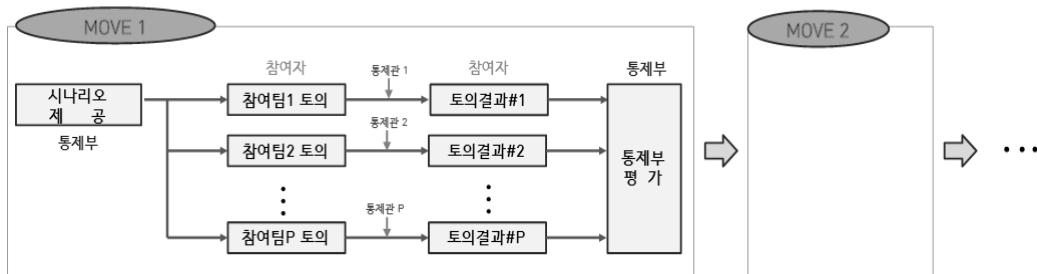 MOVE 1
MOVE 2
참여자
통제관 1
참여자
통제부
시나리오
제 공
통제부
참여팀1 토의
토의결과#1
통제관 2
참여팀2 토의
토의결과#2
통제부
평 가
통제관 P
참여팀P 토의
토의결과#P